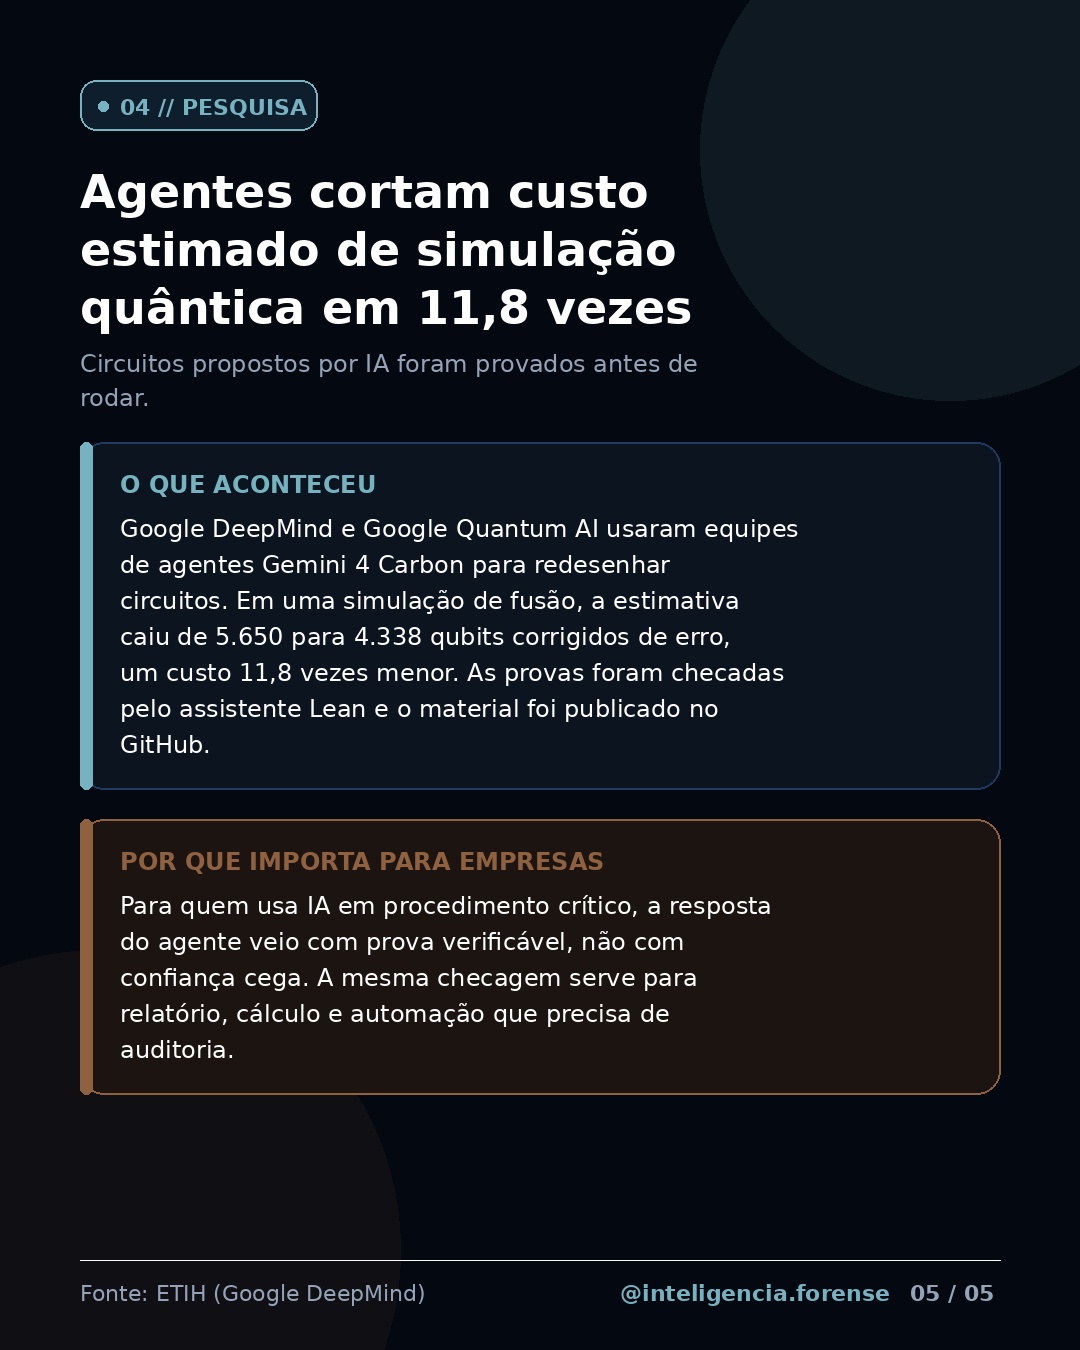 04 // PESQUISA
Agentes cortam custo
estimado de simulação
quântica em 11,8 vezes
Circuitos propostos por IA foram provados antes de
rodar.
O QUE ACONTECEU
Google DeepMind e Google Quantum AI usaram equipes
de agentes Gemini 4 Carbon para redesenhar
circuitos. Em uma simulação de fusão, a estimativa
caiu de 5.650 para 4.338 qubits corrigidos de erro,
um custo 11,8 vezes menor. As provas foram checadas
pelo assistente Lean e o material foi publicado no
GitHub.
POR QUE IMPORTA PARA EMPRESAS
Para quem usa IA em procedimento crítico, a resposta
do agente veio com prova verificável, não com
confiança cega. A mesma checagem serve para
relatório, cálculo e automação que precisa de
auditoria.
Fonte: ETIH (Google DeepMind)
@inteligencia.forense
05 / 05